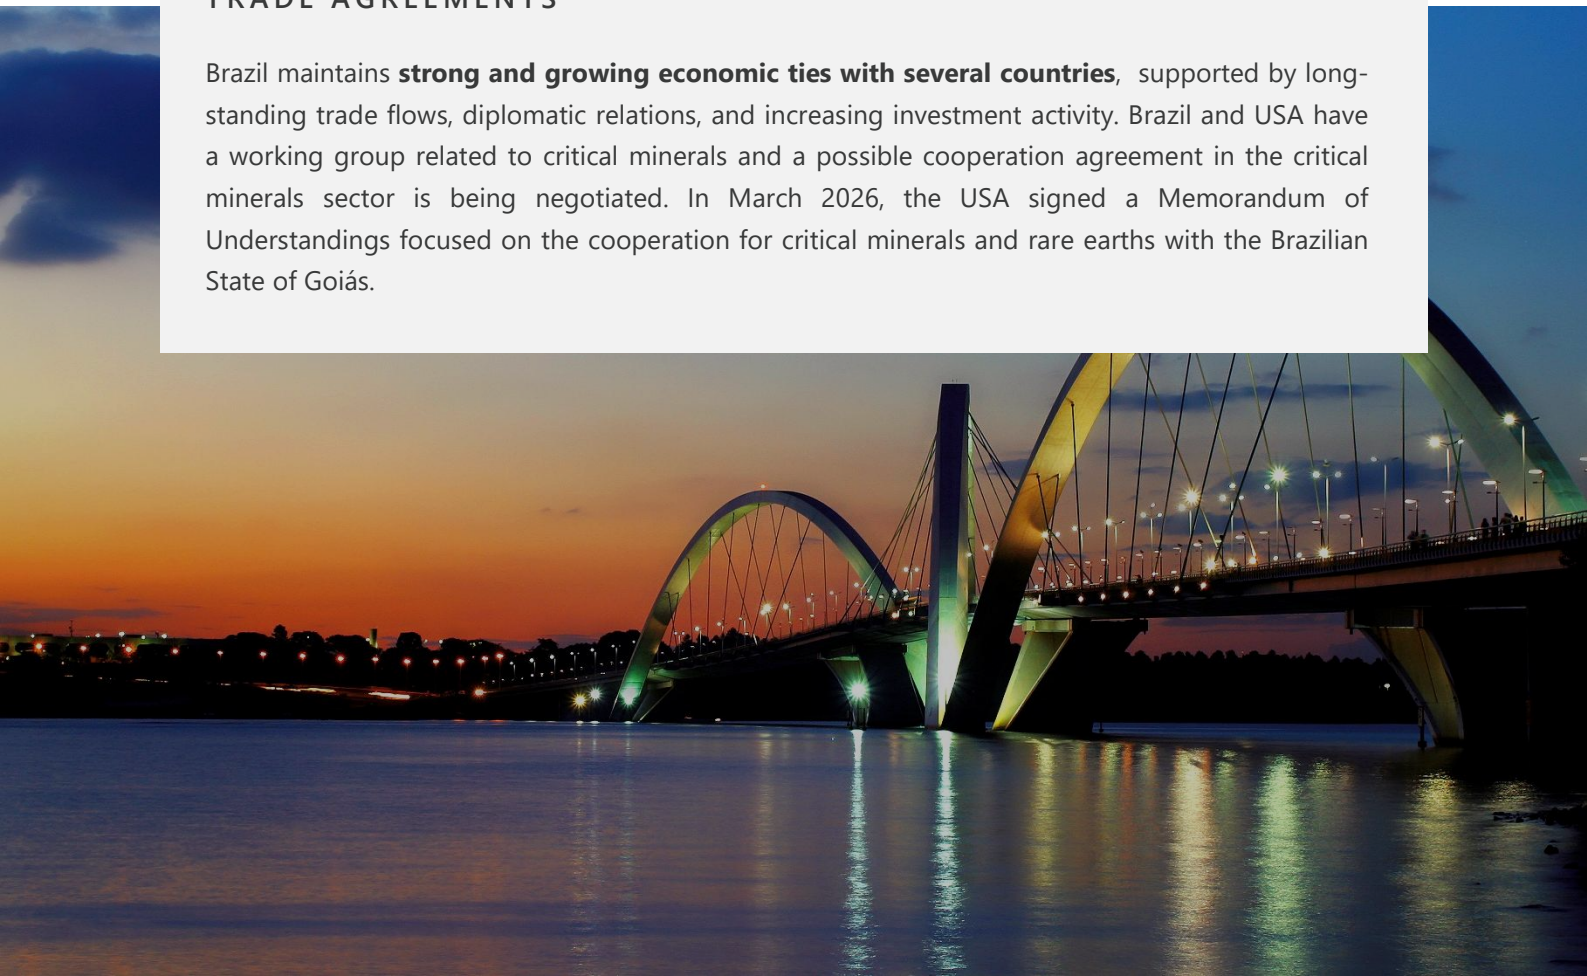 TRADE AGREEMENTS
Brazil maintains strong and growing economic ties with several countries,  supported by long-
standing trade flows, diplomatic relations, and increasing investment activity. Brazil and USA have
a working group related to critical minerals and a possible cooperation agreement in the critical
minerals sector is being negotiated. In March 2026, the USA signed a Memorandum of
Understandings focused on the cooperation for critical minerals and rare earths with the Brazilian
State of Goiás.